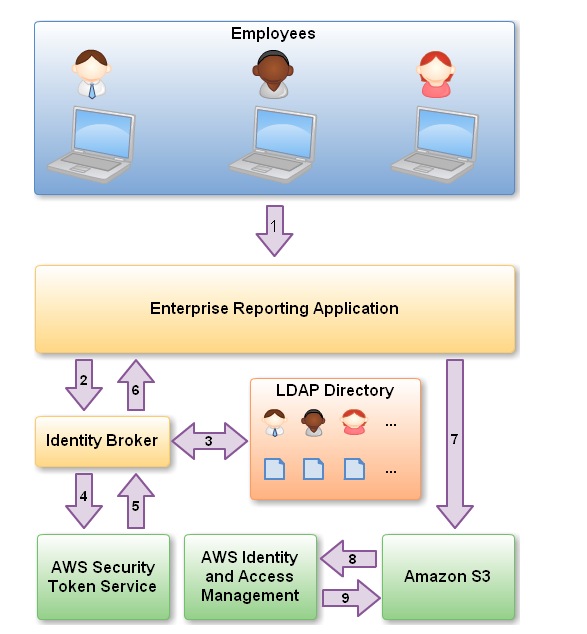 Employees
1
Enterprise Reporting Application
2
6
7
LDAP Directory
...
Identity Broker
3
...
4
5
AWS Security
Token Service
AWS Identity
and Access
Management
8
9
Amazon S3